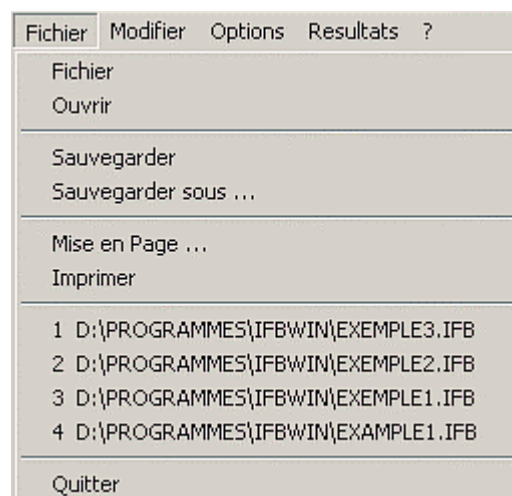 Fichier Modifier Options Resultats ?
Fichier
Ouvrir
Sauvegarder
Sauvegarder sous ...
Mise en Page ...
Imprimer
1 D:\PROGRAMMES\IFBWIN\EXEMPLE3.IFB
2 D:\PROGRAMMES\IFBWIN\EXEMPLE2.IFB
3 D:\PROGRAMMES\IFBWIN\EXEMPLE1.IFB
4 D:\PROGRAMMES\IFBWIN\EXAMPLE1.IFB
Quitter